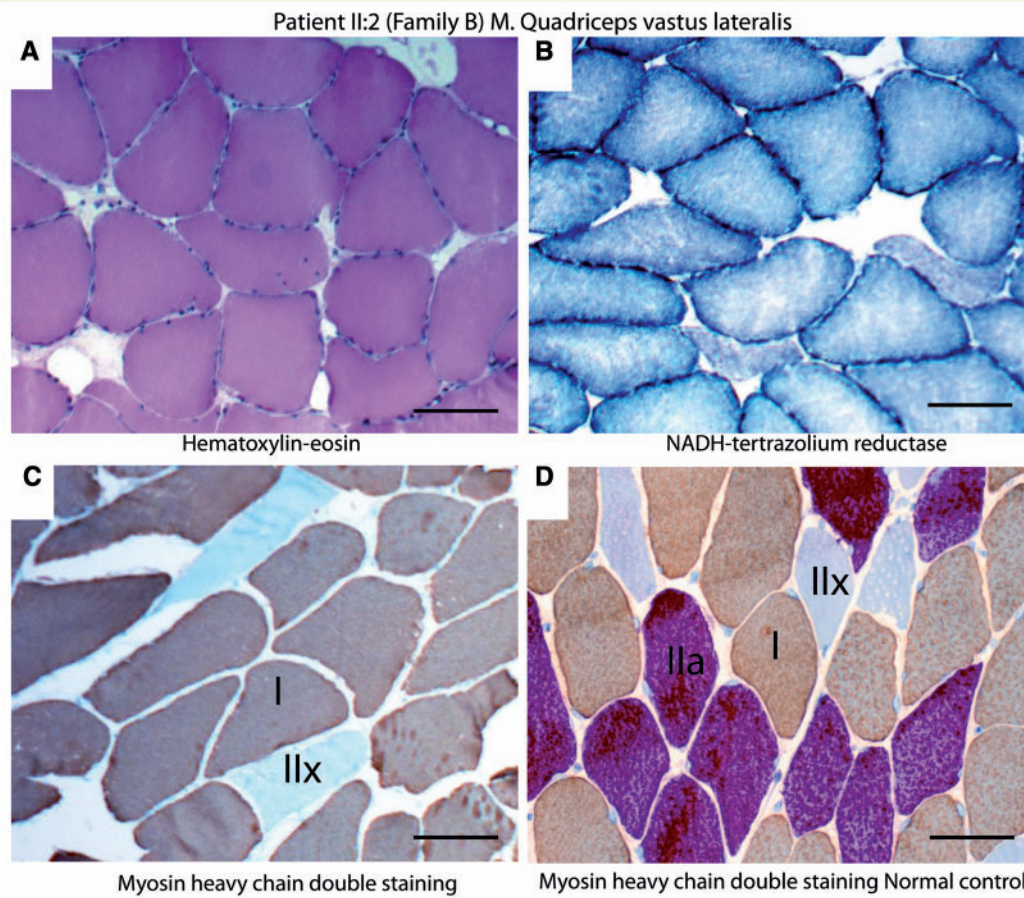 Patient II:2 (Family B) M. Quadriceps vastus lateralis
A
B
Hematoxylin-eosin
NADH-tertrazolium reductase
C
D
I
IIx
IIx
I
IIa
Myosin heavy chain double staining
Myosin heavy chain double staining Normal control